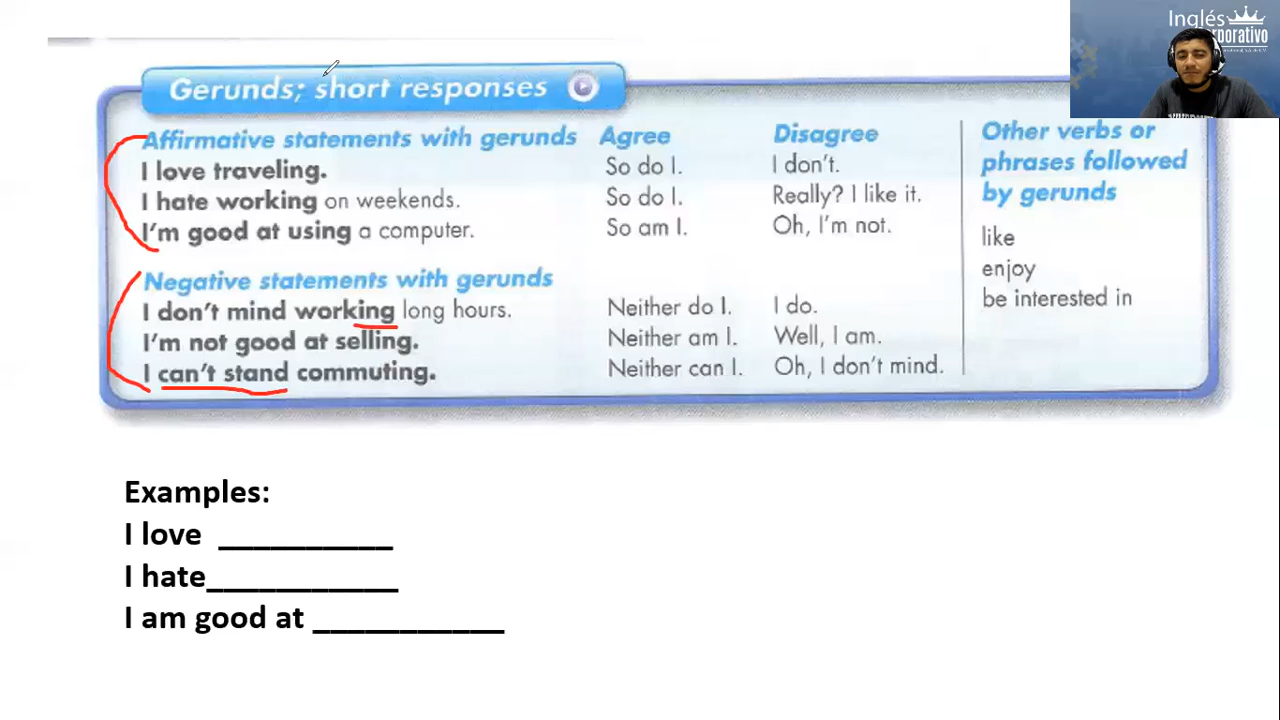 Inglés
Corporativo
Gerunds; short responses
Affirmative statements with gerunds Agree Disagree Other verbs or
phrases followed
by gerunds
I love traveling. So do I. I don't.
I hate working on weekends. So do I. Really? I like it.
I'm good at using a computer. So am I. Oh, I'm not.
like
enjoy
be interested in
Negative statements with gerunds
I don't mind working long hours. Neither do I. I do.
I'm not good at selling. Neither am I. Well, I am.
I can't stand commuting. Neither can I. Oh, I don't mind.
Examples:
I love __________
I hate___________
I am good at ___________